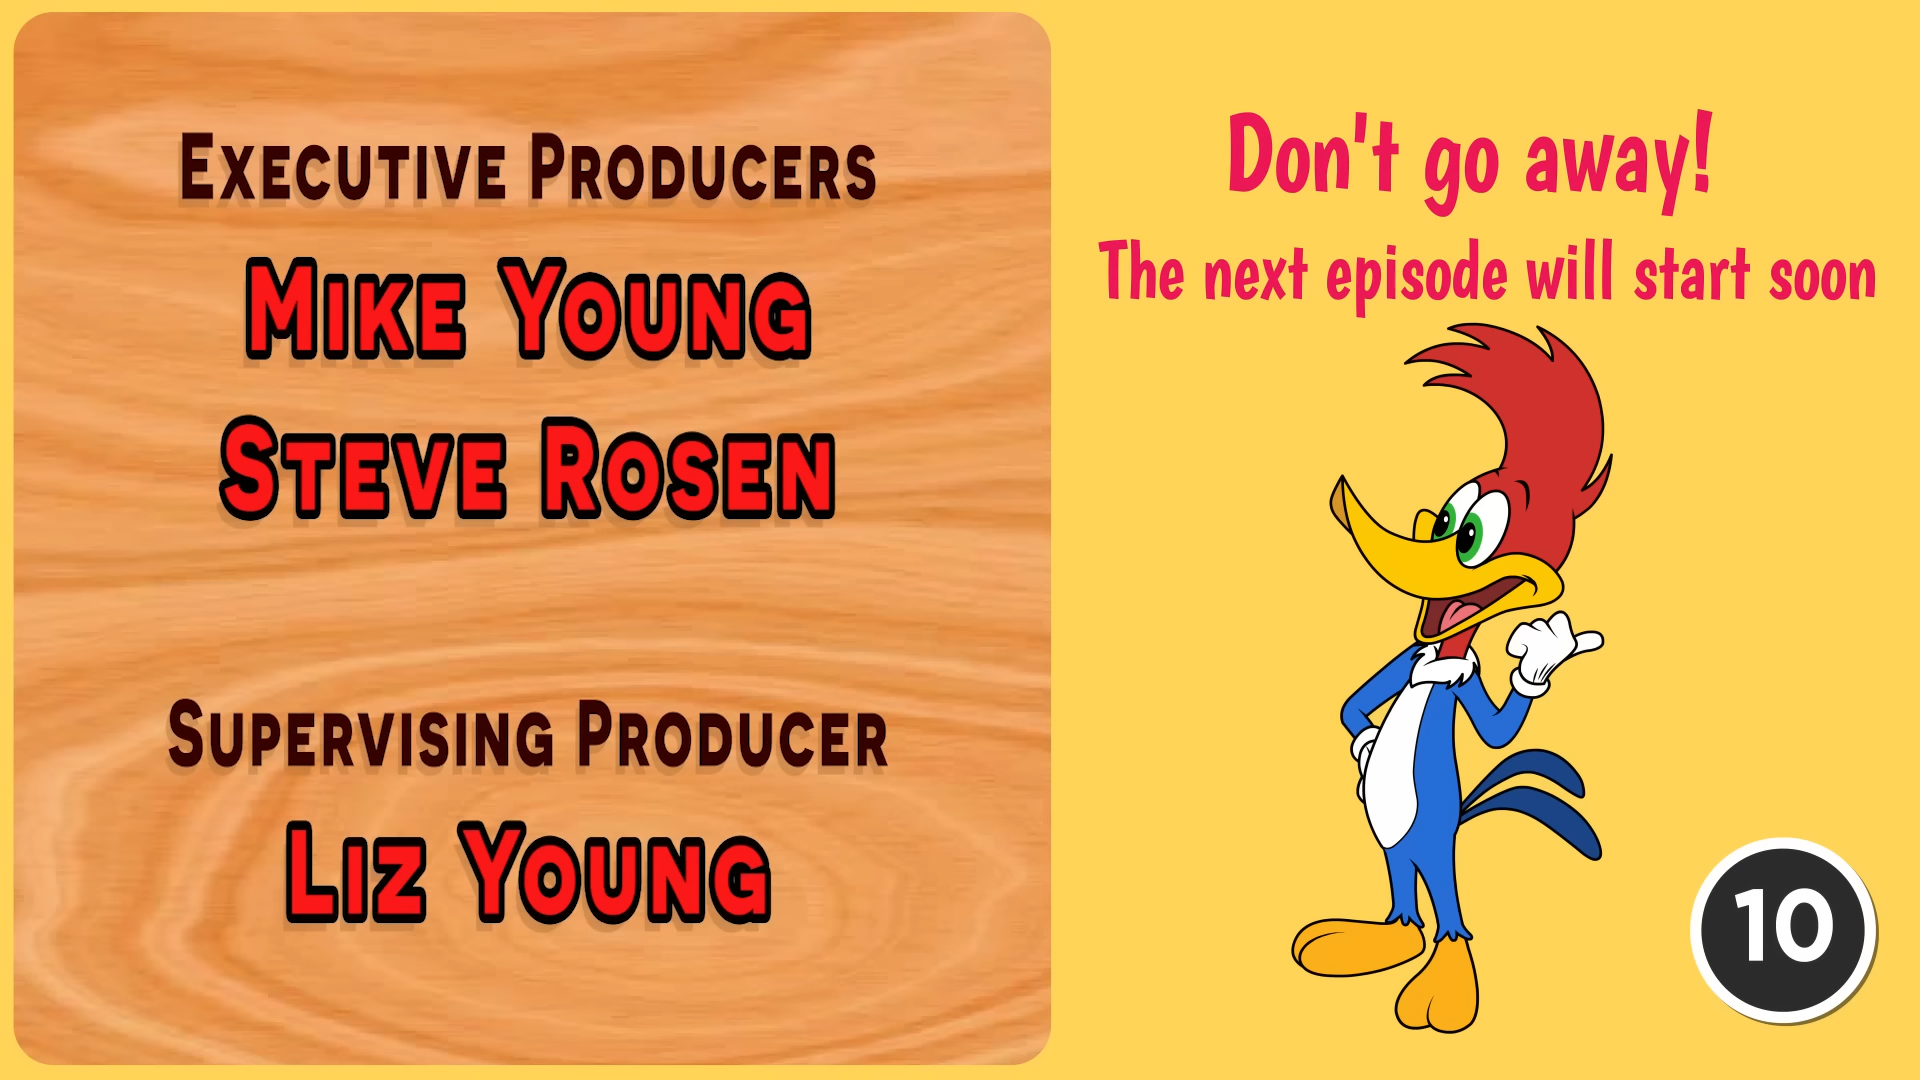 Executive Producers
Mike Young
Steve Rosen
Supervising Producer
Liz Young
Don't go away!
The next episode will start soon
10